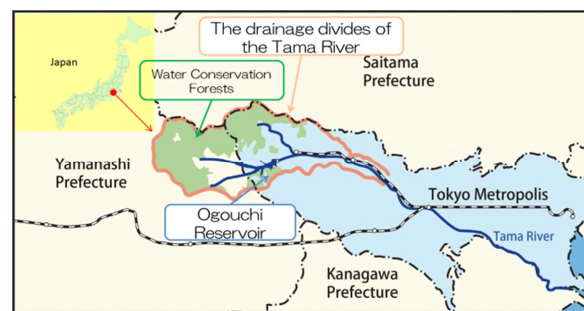 Japan
The drainage divides
of the Tama River
Water Conservation
Forests
Saitama
Prefecture
Yamanashi
Prefecture
Tokyo Metropolis
Ogouchi
Reservoir
Tama River
Kanagawa
Prefecture